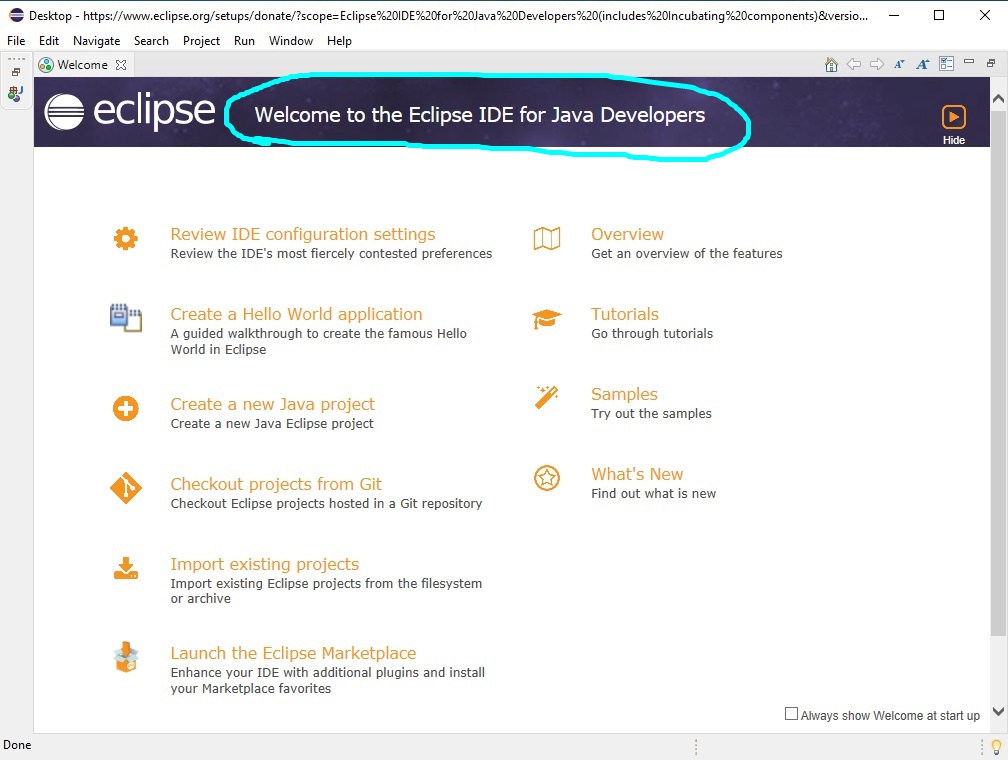 Desktop - https://www.eclipse.org/setups/donate/?scope=Eclipse%20IDE%20for%20Java%20Developers%20(includes%20Incubating%20components)&versio...
File Edit Navigate Search Project Run Window Help
Welcome
eclipse
Welcome to the Eclipse IDE for Java Developers
Hide
Review IDE configuration settings
Review the IDE's most fiercely contested preferences
Create a Hello World application
A guided walkthrough to create the famous Hello
World in Eclipse
Create a new Java project
Create a new Java Eclipse project
Checkout projects from Git
Checkout Eclipse projects hosted in a Git repository
Import existing projects
Import existing Eclipse projects from the filesystem
or archive
Launch the Eclipse Marketplace
Enhance your IDE with additional plugins and install
your Marketplace favorites
Overview
Get an overview of the features
Tutorials
Go through tutorials
Samples
Try out the samples
What's New
Find out what is new
Always show Welcome at start up
Done